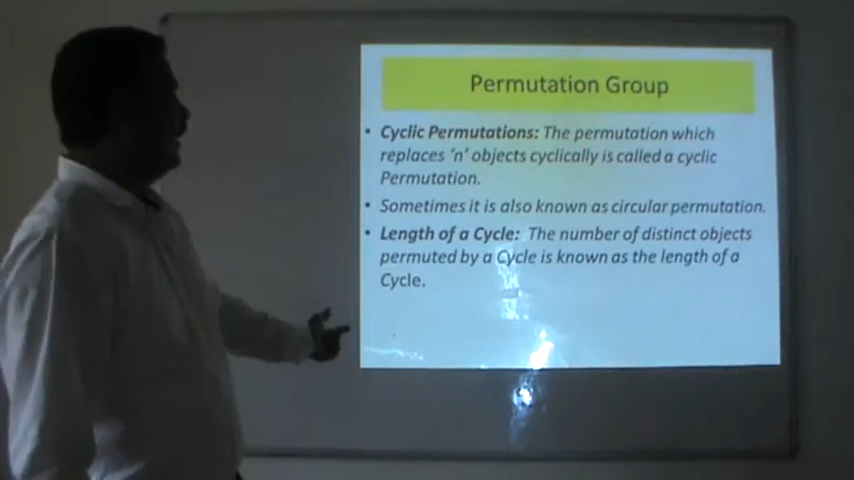 Permutation Group
• Cyclic Permutations: The permutation which
replaces 'n' objects cyclically is called a cyclic
Permutation.
• Sometimes it is also known as circular permutation.
• Length of a Cycle: The number of distinct objects
permuted by a Cycle is known as the length of a
Cycle.